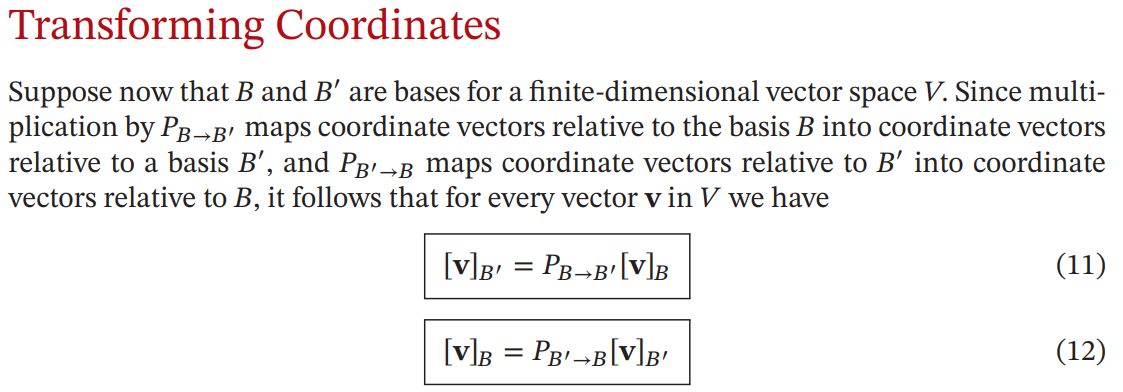 Transforming Coordinates
Suppose now that B and B′ are bases for a finite-dimensional vector space V. Since multi-
plication by P_{B→B′} maps coordinate vectors relative to the basis B into coordinate vectors
relative to a basis B′, and P_{B′→B} maps coordinate vectors relative to B′ into coordinate
vectors relative to B, it follows that for every vector v in V we have
[v]_{B′} = P_{B→B′}[v]_B (11)
[v]_B = P_{B′→B}[v]_{B′} (12)